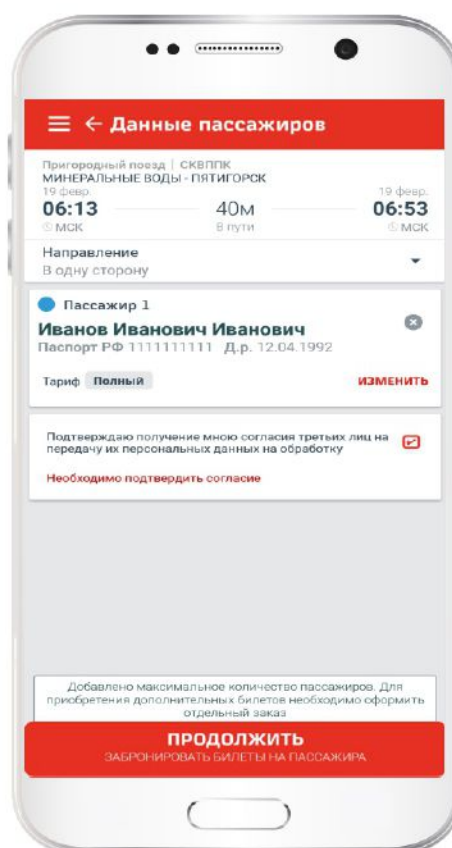 Данные пассажиров
Пригородный поезд | СКВППК
МИНЕРАЛЬНЫЕ ВОДЫ - ПЯТИГОРСК
19 февр. 19 февр.
06:13 40м 06:53
МСК В пути МСК
Направление
В одну сторону
Пассажир 1
Иванов Иванович Иванович
Паспорт РФ 1111111111 Д.р. 12.04.1992
Тариф Полный ИЗМЕНИТЬ
Подтверждаю получение мною согласия третьих лиц на
передачу их персональных данных на обработку
Необходимо подтвердить согласие
Добавлено максимальное количество пассажиров. Для
приобретения дополнительных билетов необходимо оформить
отдельный заказ
ПРОДОЛЖИТЬ
ЗАБРОНИРОВАТЬ БИЛЕТЫ НА ПАССАЖИРА